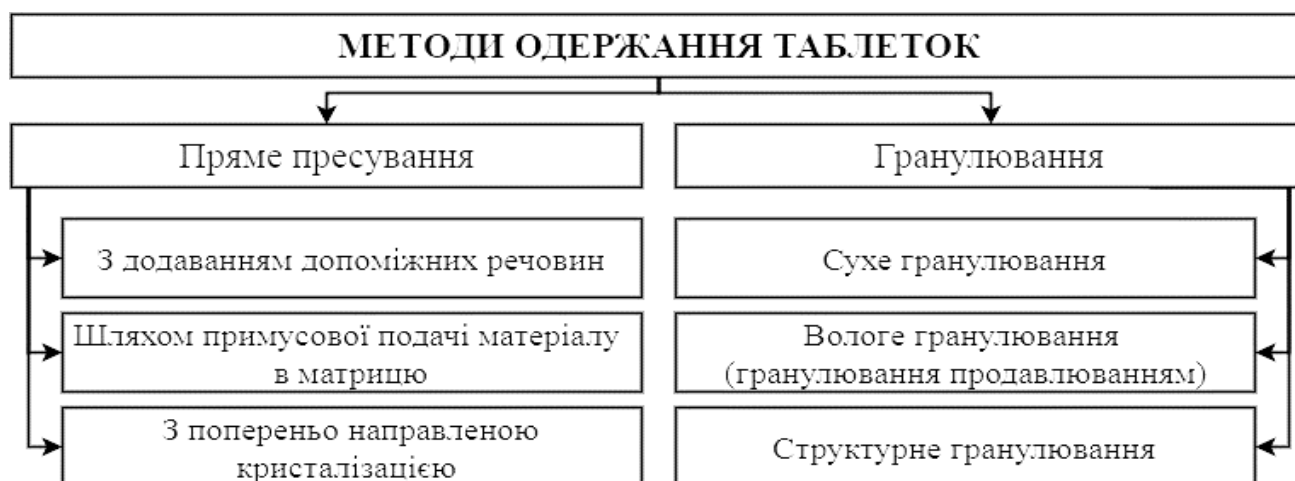 МЕТОДИ ОДЕРЖАННЯ ТАБЛЕТОК
Пряме пресування
Гранулювання
З додаванням допоміжних речовин
Сухе гранулювання
Шляхом примусової подачі матеріалу
в матрицю
Вологе гранулювання
(гранулювання продавлюванням)
З попереньо направленою
кристалізацією
Структурне гранулювання